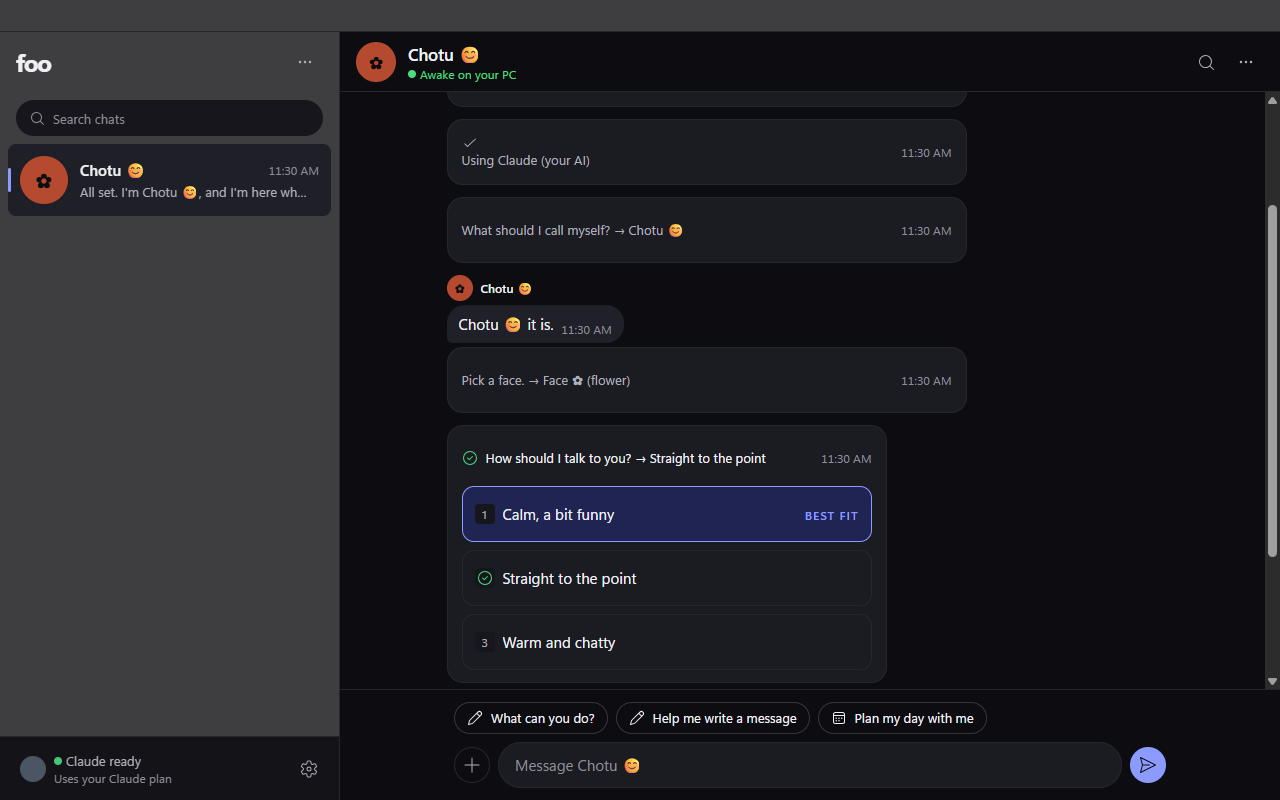 foo
Search chats
Chotu 😊
11:30 AM
All set. I'm Chotu 😊, and I'm here wh...
Claude ready
Uses your Claude plan
Chotu 😊
Awake on your PC
Using Claude (your AI)
11:30 AM
What should I call myself? → Chotu 😊
11:30 AM
Chotu 😊
Chotu 😊 it is. 11:30 AM
Pick a face. → Face ✿ (flower)
11:30 AM
How should I talk to you? → Straight to the point
11:30 AM
1 Calm, a bit funny BEST FIT
Straight to the point
3 Warm and chatty
What can you do? Help me write a message Plan my day with me
Message Chotu 😊